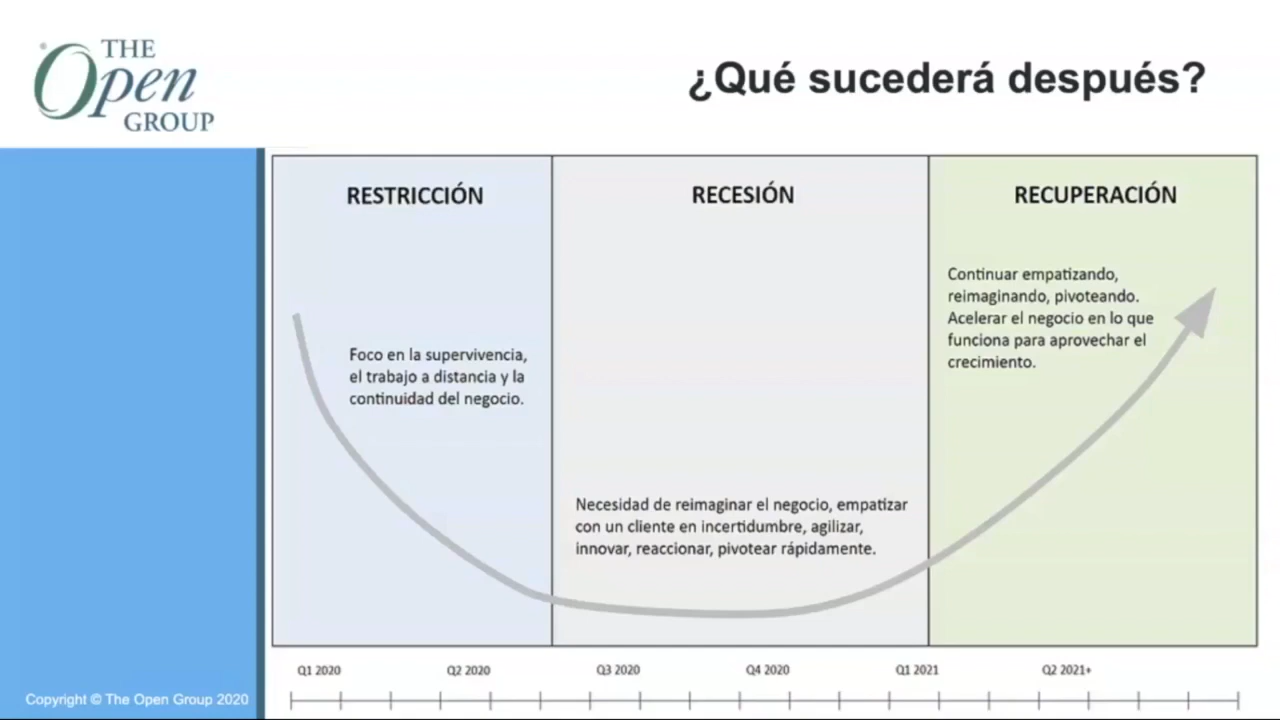 THE
Open
GROUP
¿Qué sucederá después?
RESTRICCIÓN
RECESIÓN
RECUPERACIÓN
Foco en la supervivencia,
el trabajo a distancia y la
continuidad del negocio.
Necesidad de reimaginar el negocio, empatizar
con un cliente en incertidumbre, agilizar,
innovar, reaccionar, pivotear rápidamente.
Continuar empatizando,
reimaginando, pivoteando.
Acelerar el negocio en lo que
funciona para aprovechar el
crecimiento.
Q1 2020
Q2 2020
Q3 2020
Q4 2020
Q1 2021
Q2 2021+
Copyright © The Open Group 2020